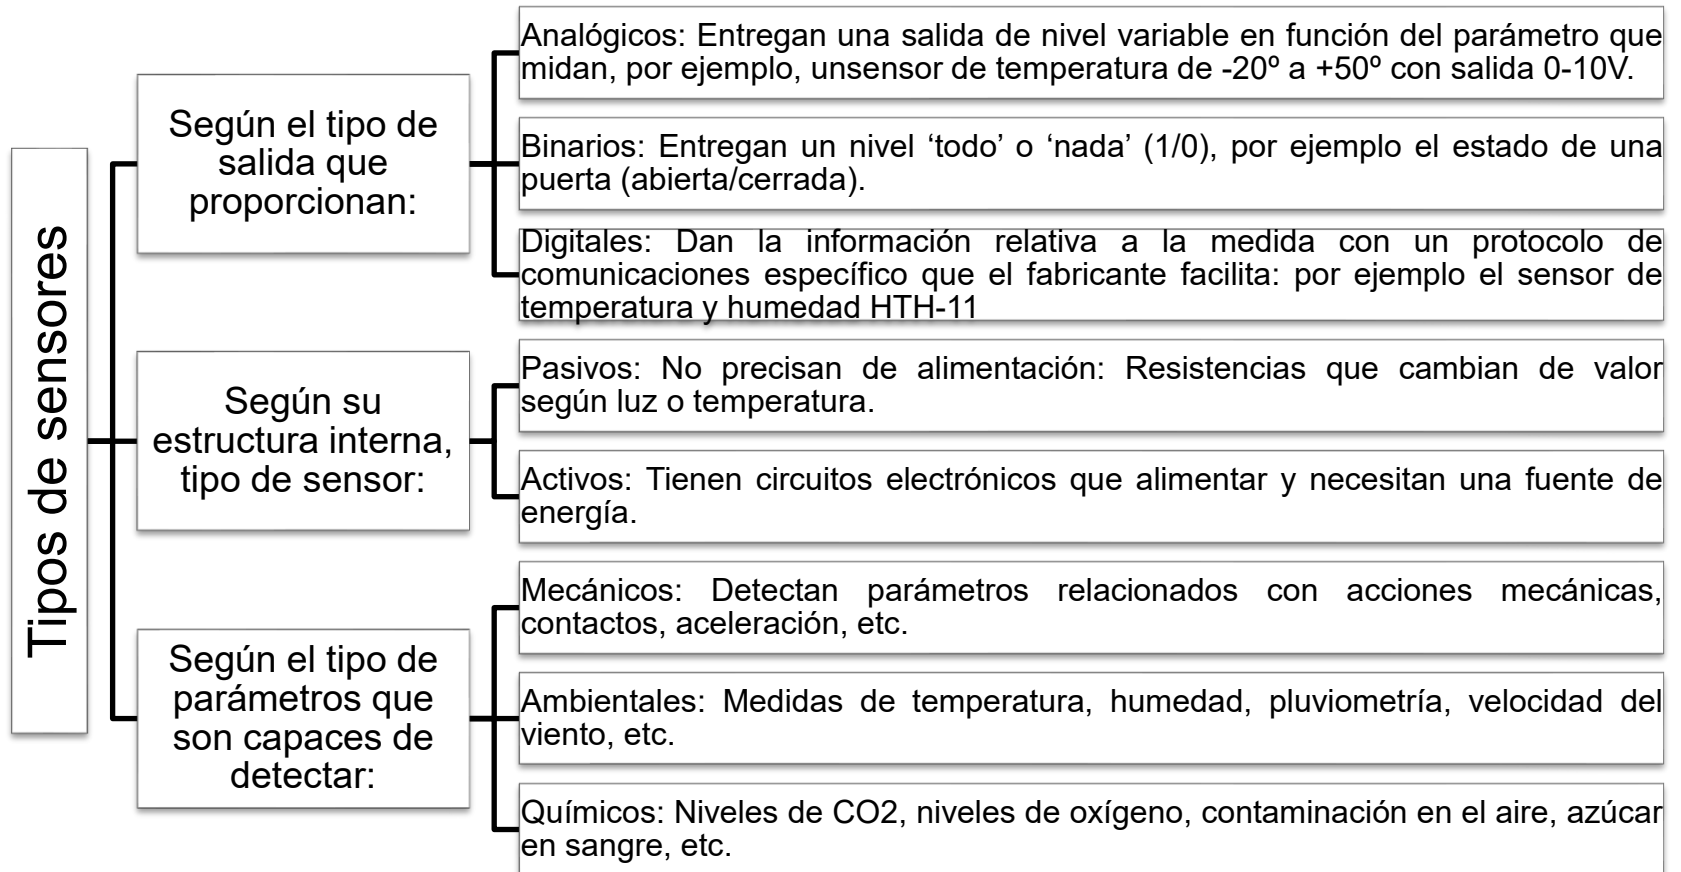 Tipos de sensores
Según el tipo de
salida que
proporcionan:
Analógicos: Entregan una salida de nivel variable en función del parámetro que
midan, por ejemplo, unsensor de temperatura de -20º a +50º con salida 0-10V.
Binarios: Entregan un nivel ‘todo’ o ‘nada’ (1/0), por ejemplo el estado de una
puerta (abierta/cerrada).
Digitales: Dan la información relativa a la medida con un protocolo de
comunicaciones específico que el fabricante facilita: por ejemplo el sensor de
temperatura y humedad HTH-11
Según su
estructura interna,
tipo de sensor:
Pasivos: No precisan de alimentación: Resistencias que cambian de valor
según luz o temperatura.
Activos: Tienen circuitos electrónicos que alimentar y necesitan una fuente de
energía.
Según el tipo de
parámetros que
son capaces de
detectar:
Mecánicos: Detectan parámetros relacionados con acciones mecánicas,
contactos, aceleración, etc.
Ambientales: Medidas de temperatura, humedad, pluviometría, velocidad del
viento, etc.
Químicos: Niveles de CO2, niveles de oxígeno, contaminación en el aire, azúcar
en sangre, etc.